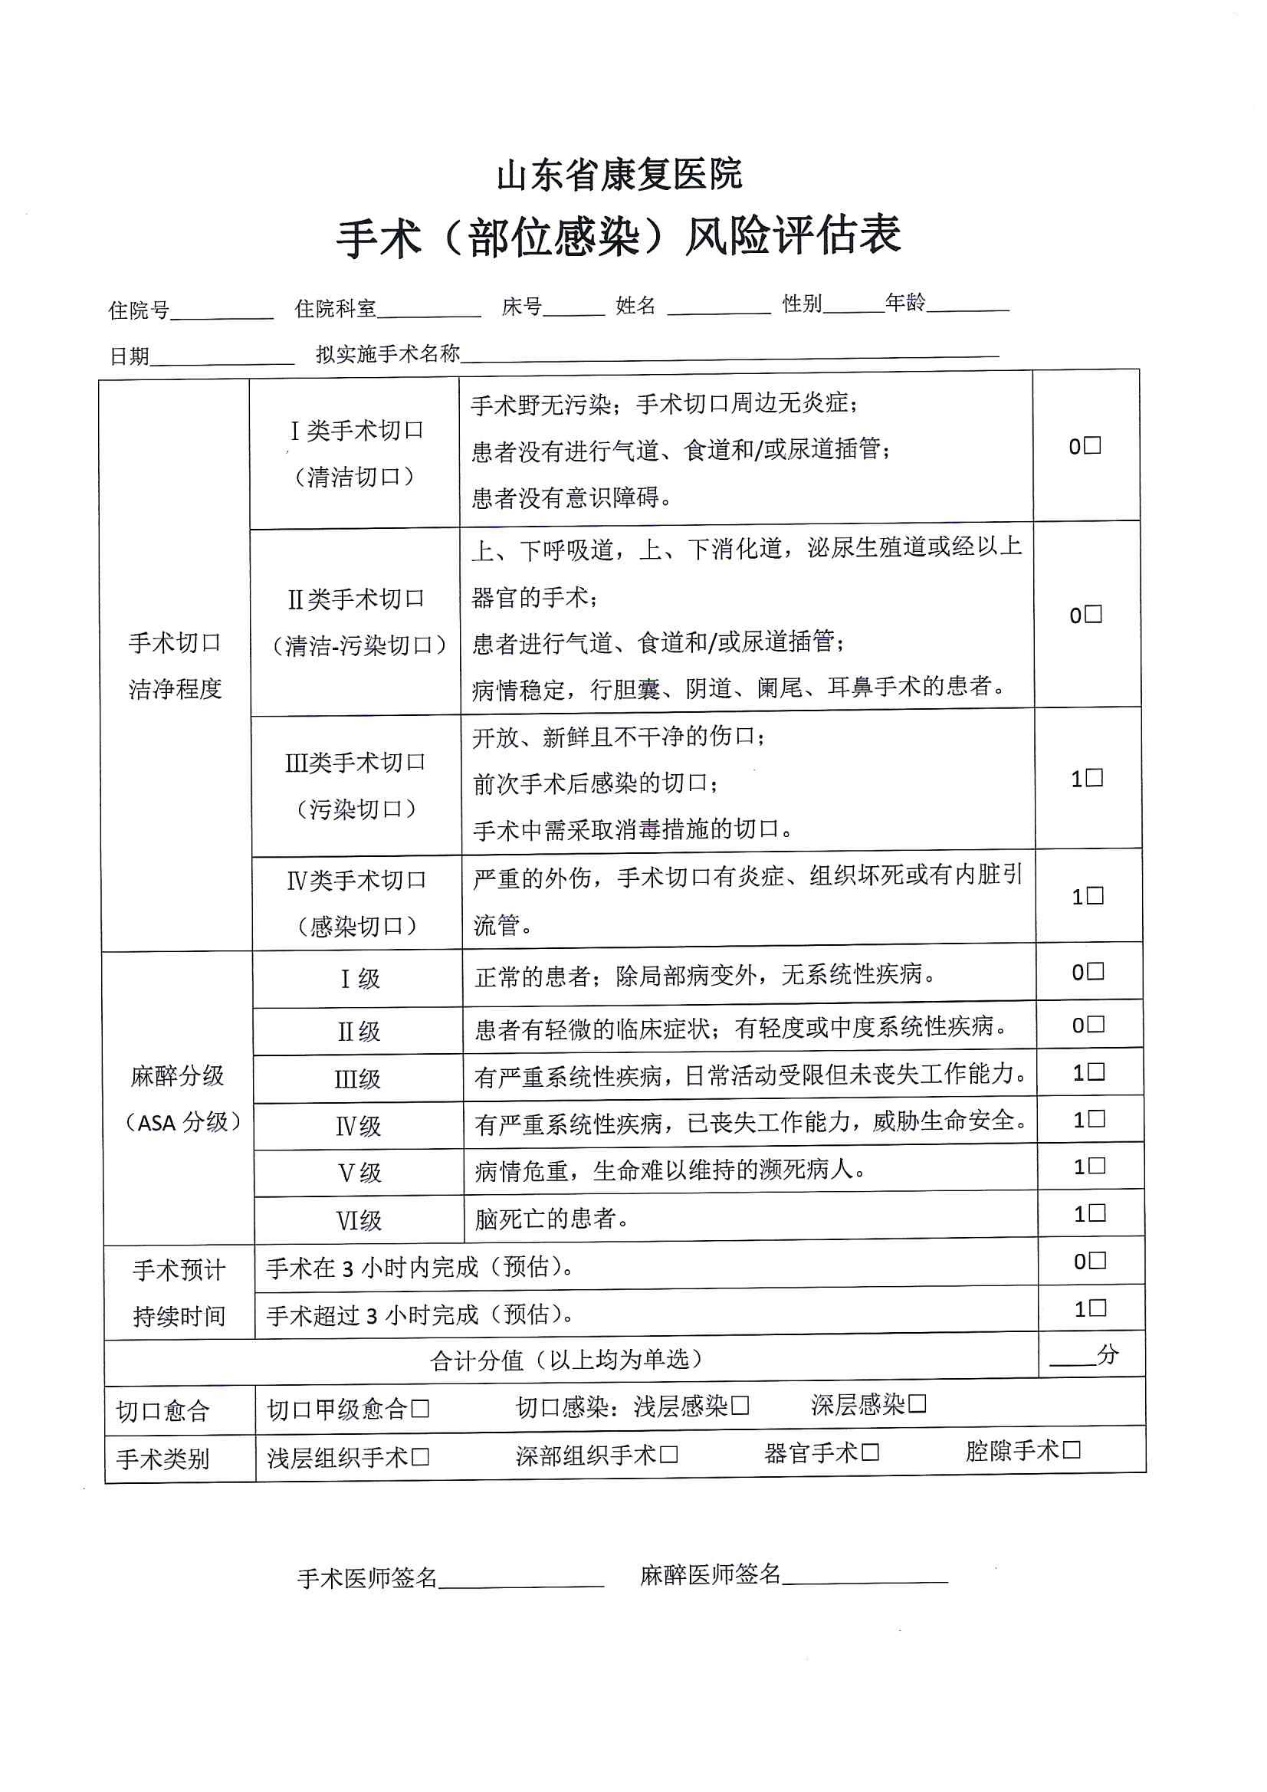 山东省康复医院
手术（部位感染）风险评估表
住院号________ 住院科室________ 床号_____ 姓名 ________ 性别_____年龄______
日期___________ 拟实施手术名称________________________________________
手术切口
洁净程度
Ⅰ类手术切口
（清洁切口）
手术野无污染；手术切口周边无炎症；
患者没有进行气道、食道和/或尿道插管；
患者没有意识障碍。
0□
Ⅱ类手术切口
（清洁-污染切口）
上、下呼吸道，上、下消化道，泌尿生殖道或经以上
器官的手术；
患者进行气道、食道和/或尿道插管；
病情稳定，行胆囊、阴道、阑尾、耳鼻手术的患者。
0□
Ⅲ类手术切口
（污染切口）
开放、新鲜且不干净的伤口；
前次手术后感染的切口；
手术中需采取消毒措施的切口。
1□
Ⅳ类手术切口
（感染切口）
严重的外伤，手术切口有炎症、组织坏死或有内脏引
流管。
1□
麻醉分级
（ASA 分级）
Ⅰ级 正常的患者；除局部病变外，无系统性疾病。 0□
Ⅱ级 患者有轻微的临床症状；有轻度或中度系统性疾病。 0□
Ⅲ级 有严重系统性疾病，日常活动受限但未丧失工作能力。 1□
Ⅳ级 有严重系统性疾病，已丧失工作能力，威胁生命安全。 1□
Ⅴ级 病情危重，生命难以维持的濒死病人。 1□
Ⅵ级 脑死亡的患者。 1□
手术预计
持续时间
手术在 3 小时内完成（预估）。 0□
手术超过 3 小时完成（预估）。 1□
合计分值（以上均为单选） ____分
切口愈合 切口甲级愈合□ 切口感染：浅层感染□ 深层感染□
手术类别 浅层组织手术□ 深部组织手术□ 器官手术□ 腔隙手术□
手术医师签名____________ 麻醉医师签名____________